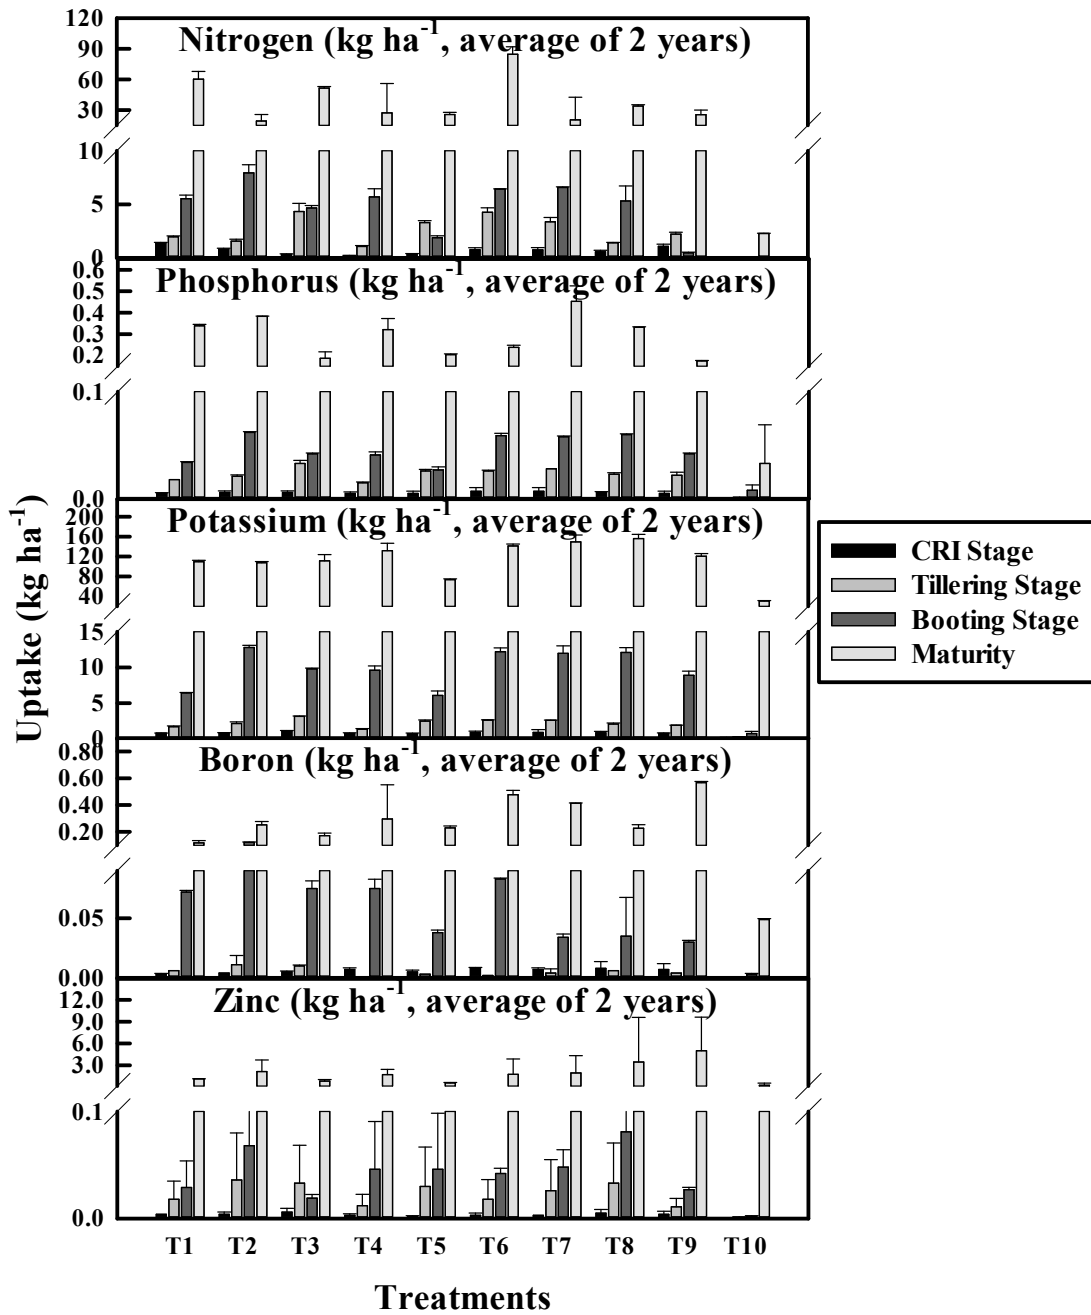 Nitrogen (kg ha⁻¹, average of 2 years)
120
90
60
30
10
5
0
Phosphorus (kg ha⁻¹, average of 2 years)
0.6
0.5
0.4
0.3
0.2
0.1
0.0
Potassium (kg ha⁻¹, average of 2 years)
200
160
120
80
40
15
10
5
0
Boron (kg ha⁻¹, average of 2 years)
0.80
0.60
0.40
0.20
0.05
0.00
Zinc (kg ha⁻¹, average of 2 years)
12.0
9.0
6.0
3.0
0.1
0.0
Uptake (kg ha⁻¹)
T1 T2 T3 T4 T5 T6 T7 T8 T9 T10
Treatments
CRI Stage
Tillering Stage
Booting Stage
Maturity